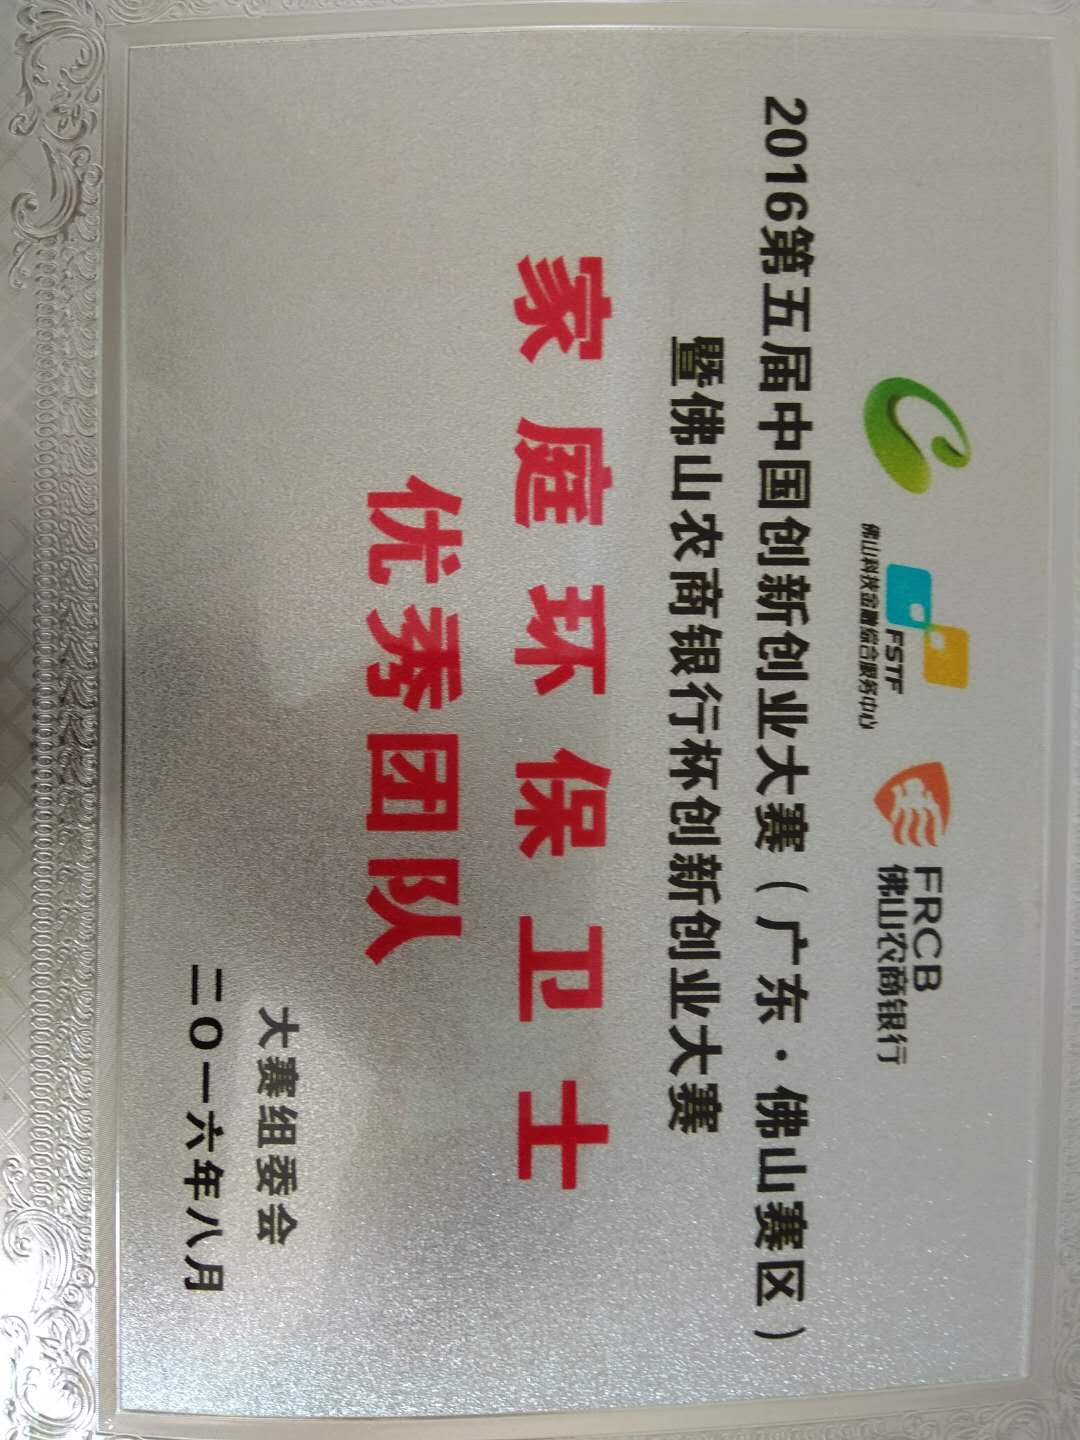 FSTF
佛山科技金融综合服务中心
FRCB
佛山农商银行
2016第五届中国创新创业大赛（广东·佛山赛区）
暨佛山农商银行杯创新创业大赛
家庭环保卫士
优秀团队
大赛组委会
二〇一六年八月